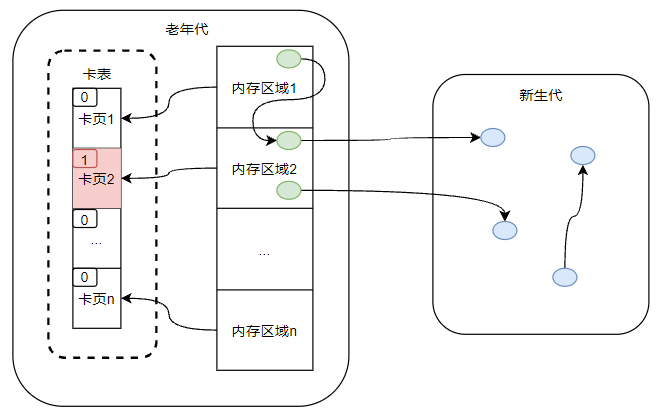 老年代
卡表
0
卡页1
1
卡页2
0
...
0
卡页n
内存区域1
内存区域2
...
内存区域n
新生代